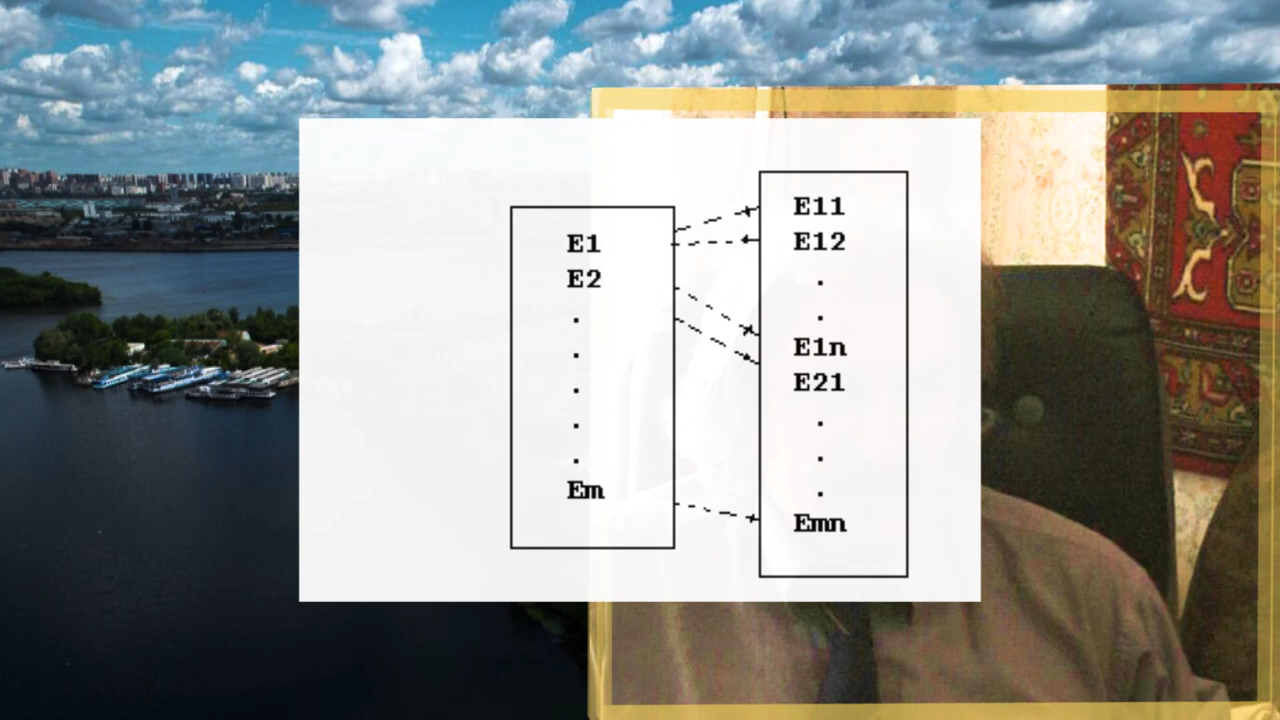 E1
E2
.
.
.
.
.
Em
E11
E12
.
.
E1n
E21
.
.
.
Emn